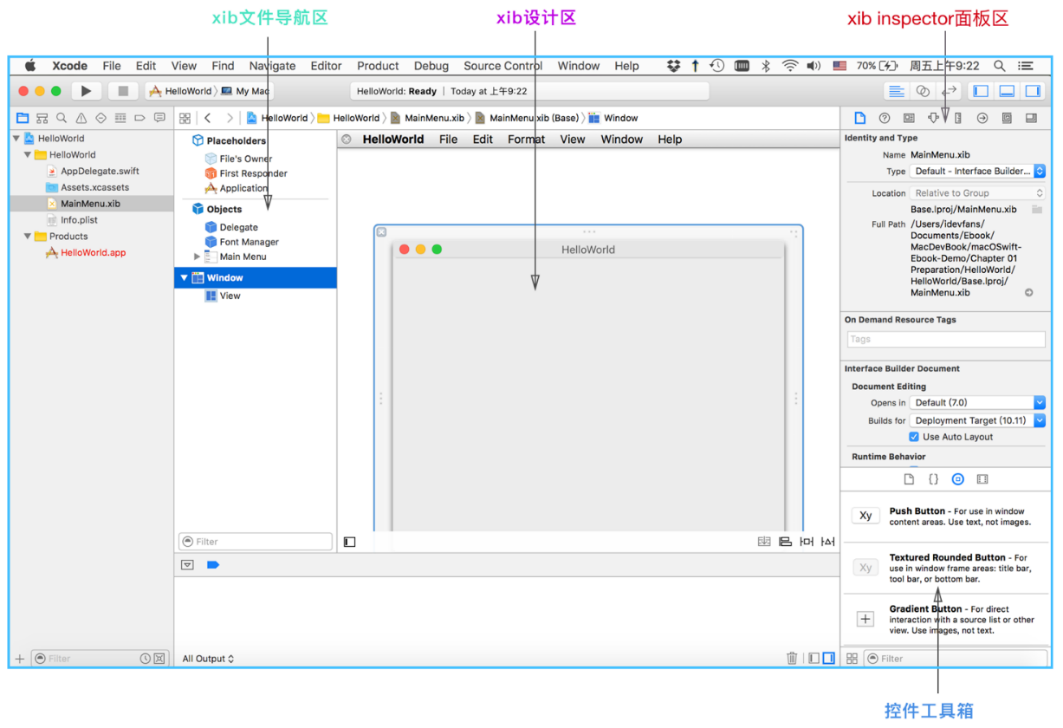 xib文件导航区
xib设计区
xib inspector面板区
Xcode File Edit View Find Navigate Editor Product Debug Source Control Window Help 70% 周五上午9:22
HelloWorld My Mac
HelloWorld: Ready | Today at 上午9:22
HelloWorld HelloWorld MainMenu.xib MainMenu.xib (Base) Window
HelloWorld
HelloWorld
AppDelegate.swift
Assets.xcassets
MainMenu.xib
Info.plist
Products
HelloWorld.app
Filter
Placeholders
File's Owner
First Responder
Application
Objects
Delegate
Font Manager
Main Menu
Window
View
Filter
HelloWorld File Edit Format View Window Help
HelloWorld
All Output
Identity and Type
Name MainMenu.xib
Type Default - Interface Builder...
Location Relative to Group
Base.lproj/MainMenu.xib
Full Path /Users/idevfans/
Documents/Ebook/
MacDevBook/macOSwift-
Ebook-Demo/Chapter 01
Preparation/HelloWorld/
HelloWorld/Base.lproj/
MainMenu.xib
On Demand Resource Tags
Tags
Interface Builder Document
Document Editing
Opens in Default (7.0)
Builds for Deployment Target (10.11)
Use Auto Layout
Runtime Behavior
{}
Xy
Push Button - For use in window
content areas. Use text, not images.
Xy
Textured Rounded Button - For
use in window frame areas: title bar,
tool bar, or bottom bar.
Gradient Button - For direct
interaction with a source list or other
view. Use images, not text.
Filter
控件工具箱